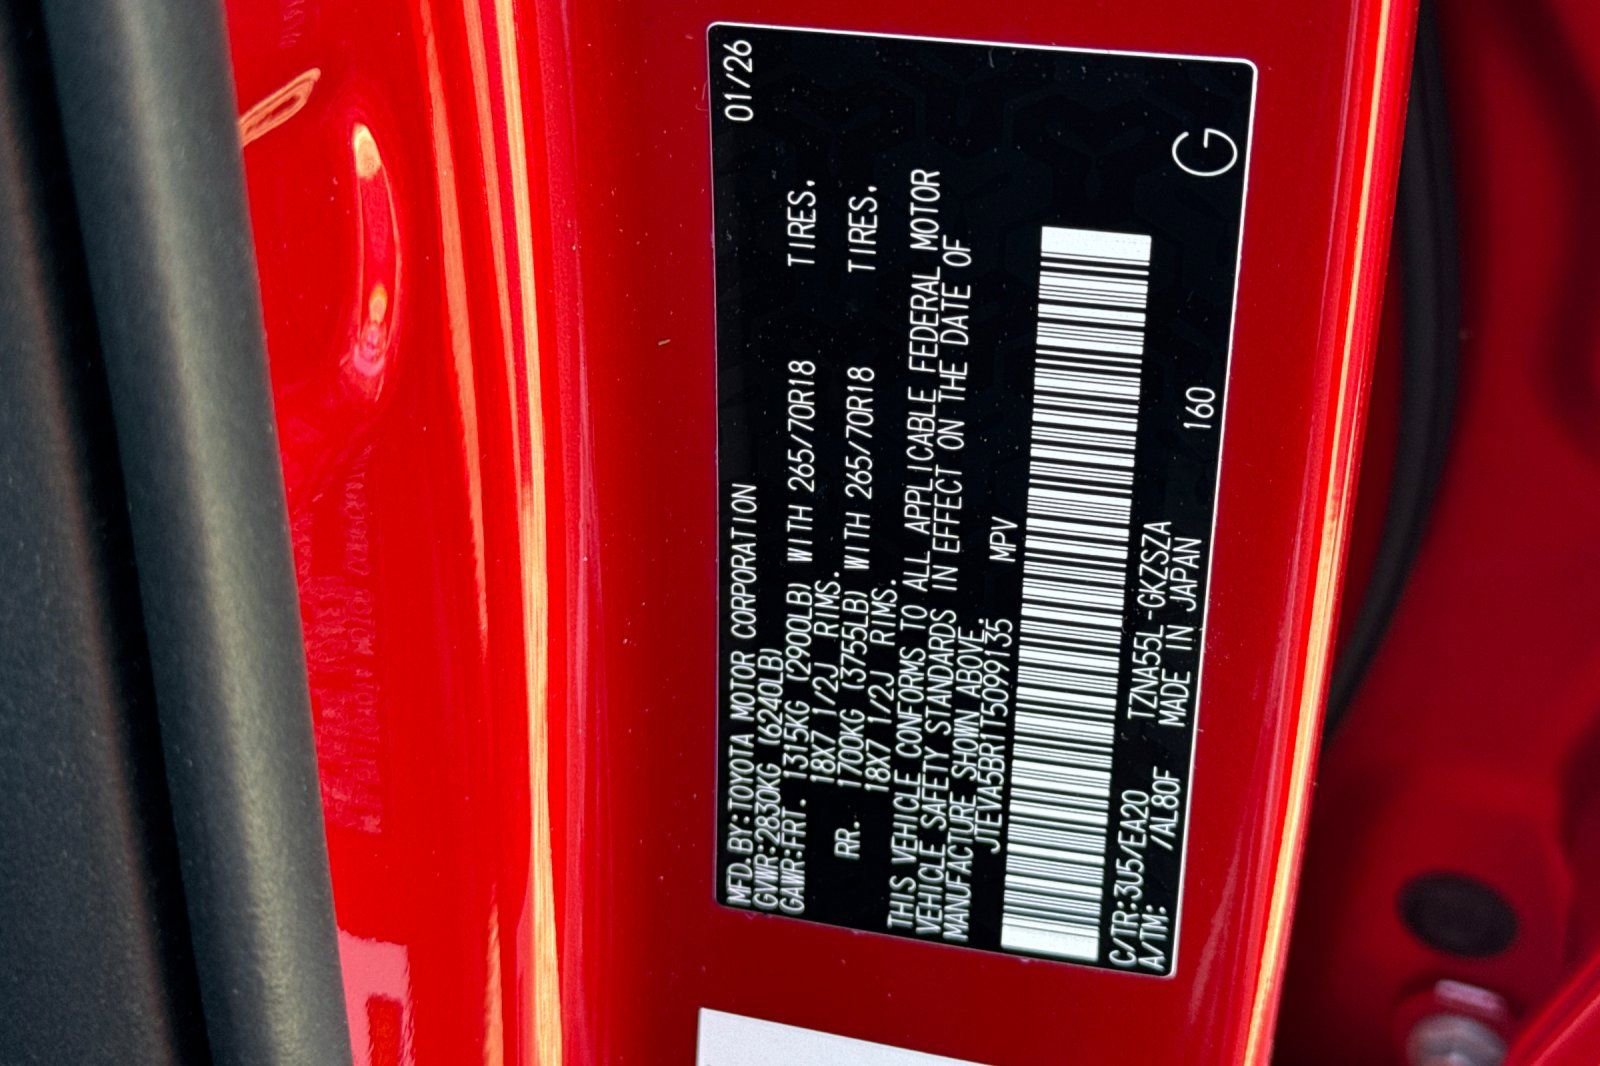 MFD.BY:TOYOTA MOTOR CORPORATION 01/26
GVWR:2830KG (6240LB)
GAWR:FRT. 1315KG (2900LB) WITH 265/70R18 TIRES.
18X7 1/2J RIMS.
RR. 1700KG (3755LB) WITH 265/70R18 TIRES.
18X7 1/2J RIMS.
THIS VEHICLE CONFORMS TO ALL APPLICABLE FEDERAL MOTOR
VEHICLE SAFETY STANDARDS IN EFFECT ON THE DATE OF
MANUFACTURE SHOWN ABOVE.
JTEVA5BR1T5099135 MPV
C/TR:3U5/EA20 TZNA55L-GKZSZA 160 G
A/TM: /AL80F MADE IN JAPAN